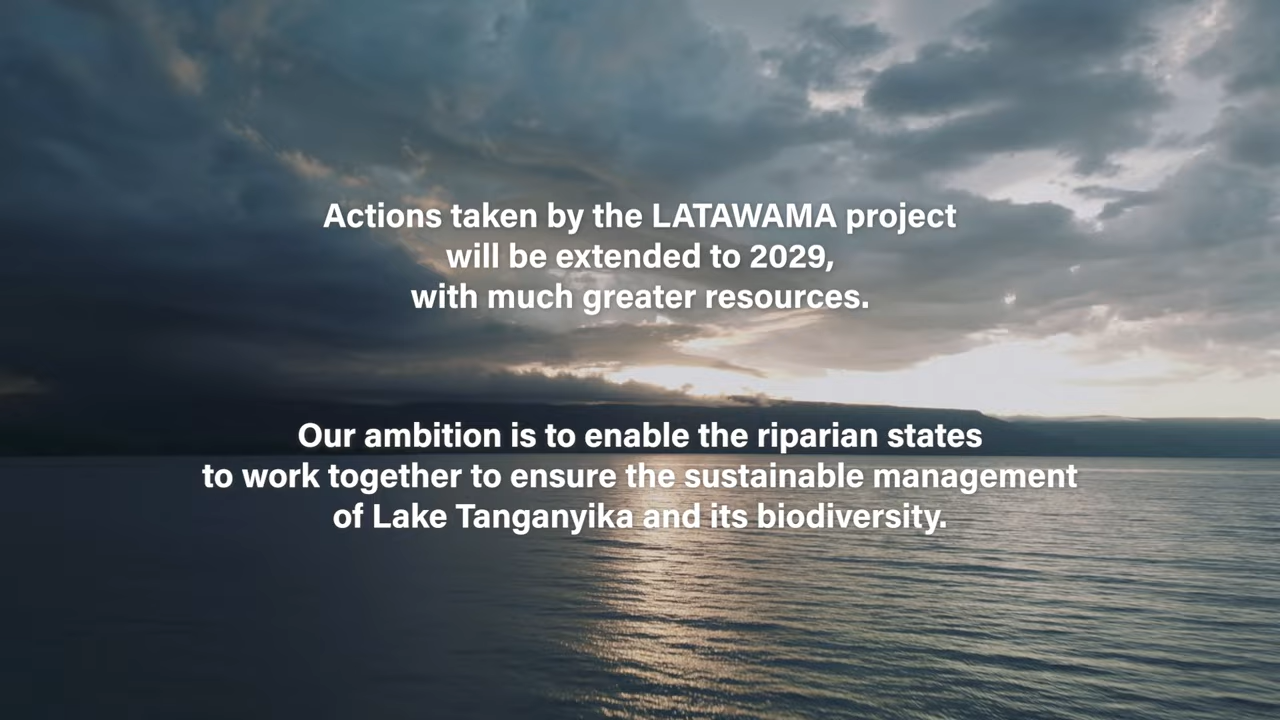 Actions taken by the LATAWAMA project
will be extended to 2029,
with much greater resources.
Our ambition is to enable the riparian states
to work together to ensure the sustainable management
of Lake Tanganyika and its biodiversity.